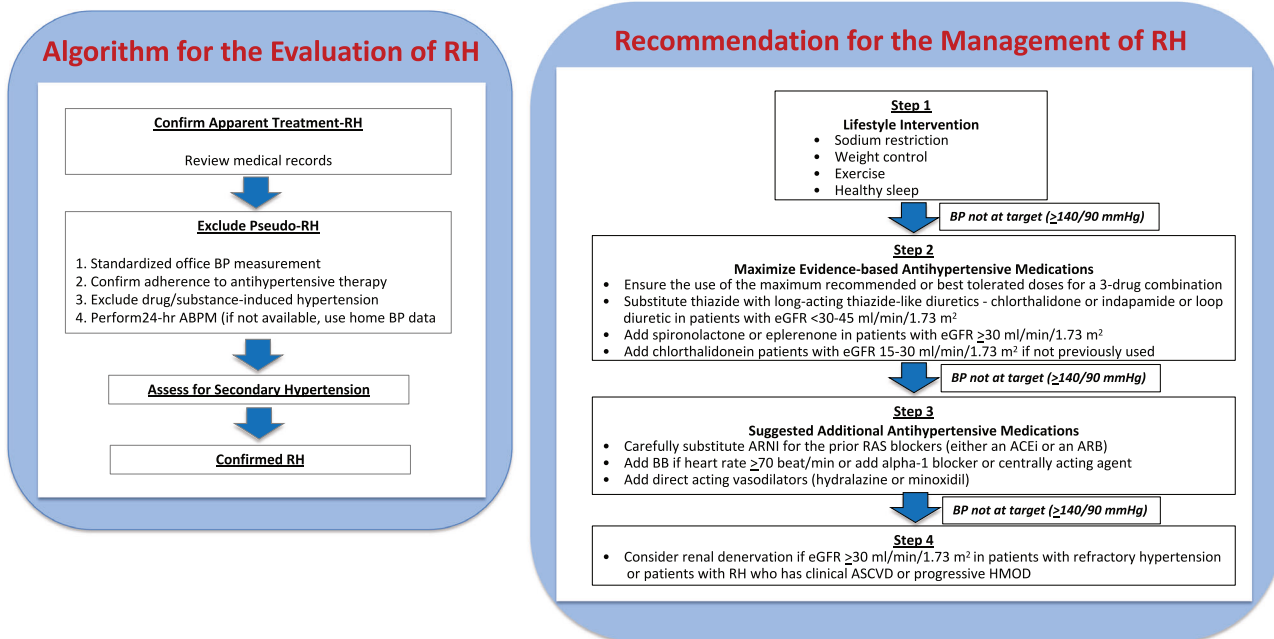 Algorithm for the Evaluation of RH
Confirm Apparent Treatment-RH
Review medical records
Exclude Pseudo-RH
1. Standardized office BP measurement
2. Confirm adherence to antihypertensive therapy
3. Exclude drug/substance-induced hypertension
4. Perform24-hr ABPM (if not available, use home BP data
Assess for Secondary Hypertension
Confirmed RH
Recommendation for the Management of RH
Step 1
Lifestyle Intervention
• Sodium restriction
• Weight control
• Exercise
• Healthy sleep
BP not at target (≥140/90 mmHg)
Step 2
Maximize Evidence-based Antihypertensive Medications
• Ensure the use of the maximum recommended or best tolerated doses for a 3-drug combination
• Substitute thiazide with long-acting thiazide-like diuretics - chlorthalidone or indapamide or loop
diuretic in patients with eGFR <30-45 ml/min/1.73 m²
• Add spironolactone or eplerenone in patients with eGFR ≥30 ml/min/1.73 m²
• Add chlorthalidonein patients with eGFR 15-30 ml/min/1.73 m² if not previously used
BP not at target (≥140/90 mmHg)
Step 3
Suggested Additional Antihypertensive Medications
• Carefully substitute ARNI for the prior RAS blockers (either an ACEi or an ARB)
• Add BB if heart rate ≥70 beat/min or add alpha-1 blocker or centrally acting agent
• Add direct acting vasodilators (hydralazine or minoxidil)
BP not at target (≥140/90 mmHg)
Step 4
• Consider renal denervation if eGFR ≥30 ml/min/1.73 m² in patients with refractory hypertension
or patients with RH who has clinical ASCVD or progressive HMOD